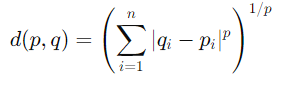 d(p, q) = \left( \sum_{i=1}^{n} |q_i - p_i|^p \right)^{1/p}